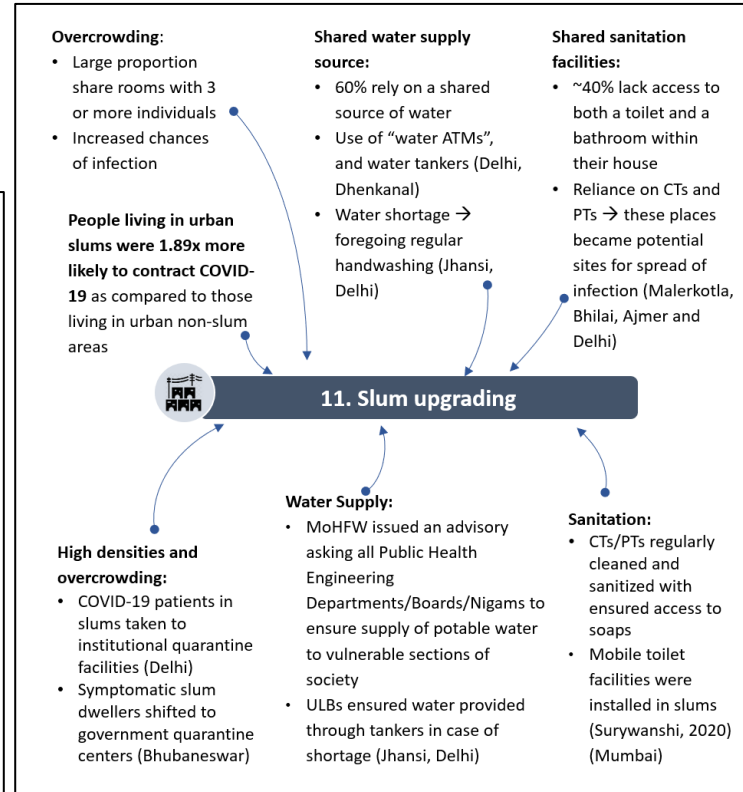 Overcrowding:
• Large proportion
share rooms with 3
or more individuals
• Increased chances
of infection
People living in urban
slums were 1.89x more
likely to contract COVID-
19 as compared to those
living in urban non-slum
areas
Shared water supply
source:
• 60% rely on a shared
source of water
• Use of “water ATMs”,
and water tankers (Delhi,
Dhenkanal)
• Water shortage →
foregoing regular
handwashing (Jhansi,
Delhi)
Shared sanitation
facilities:
• ~40% lack access to
both a toilet and a
bathroom within
their house
• Reliance on CTs and
PTs → these places
became potential
sites for spread of
infection (Malerkotla,
Bhilai, Ajmer and
Delhi)
11. Slum upgrading
High densities and
overcrowding:
• COVID-19 patients in
slums taken to
institutional quarantine
facilities (Delhi)
• Symptomatic slum
dwellers shifted to
government quarantine
centers (Bhubaneswar)
Water Supply:
• MoHFW issued an advisory
asking all Public Health
Engineering
Departments/Boards/Nigams to
ensure supply of potable water
to vulnerable sections of
society
• ULBs ensured water provided
through tankers in case of
shortage (Jhansi, Delhi)
Sanitation:
• CTs/PTs regularly
cleaned and
sanitized with
ensured access to
soaps
• Mobile toilet
facilities were
installed in slums
(Surywanshi, 2020)
(Mumbai)